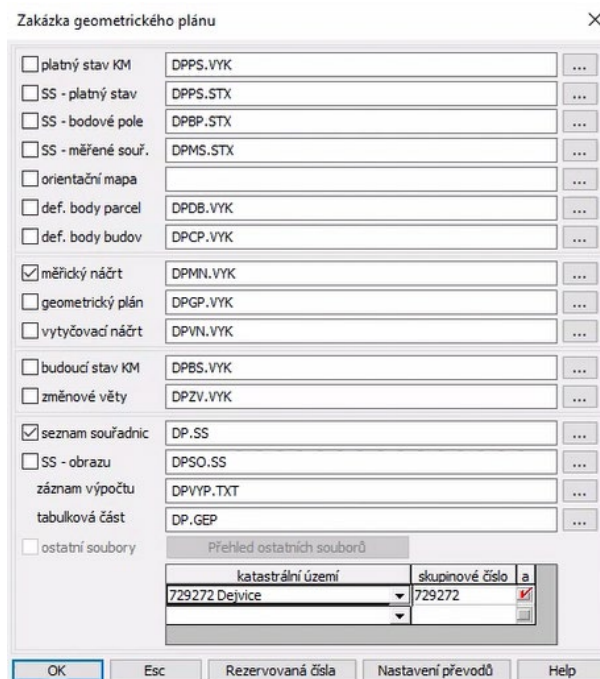 Zakázka geometrického plánu
platný stav KM DPPS.VYK ...
SS - platný stav DPPS.STX ...
SS - bodové pole DPBP.STX ...
SS - měřené souř. DPMS.STX ...
orientační mapa ...
def. body parcel DPDB.VYK ...
def. body budov DPCP.VYK ...
měřický náčrt DPMN.VYK ...
geometrický plán DPGP.VYK ...
vytyčovací náčrt DPVN.VYK ...
budoucí stav KM DPBS.VYK ...
změnové věty DPZV.VYK ...
seznam souřadnic DP.SS ...
SS - obrazu DPSO.SS ...
záznam výpočtu DPVYP.TXT ...
tabulková část DP.GEP ...
ostatní soubory Přehled ostatních souborů
katastrální území skupinové číslo a
729272 Dejvice 729272
OK Esc Rezervovaná čísla Nastavení převodů Help